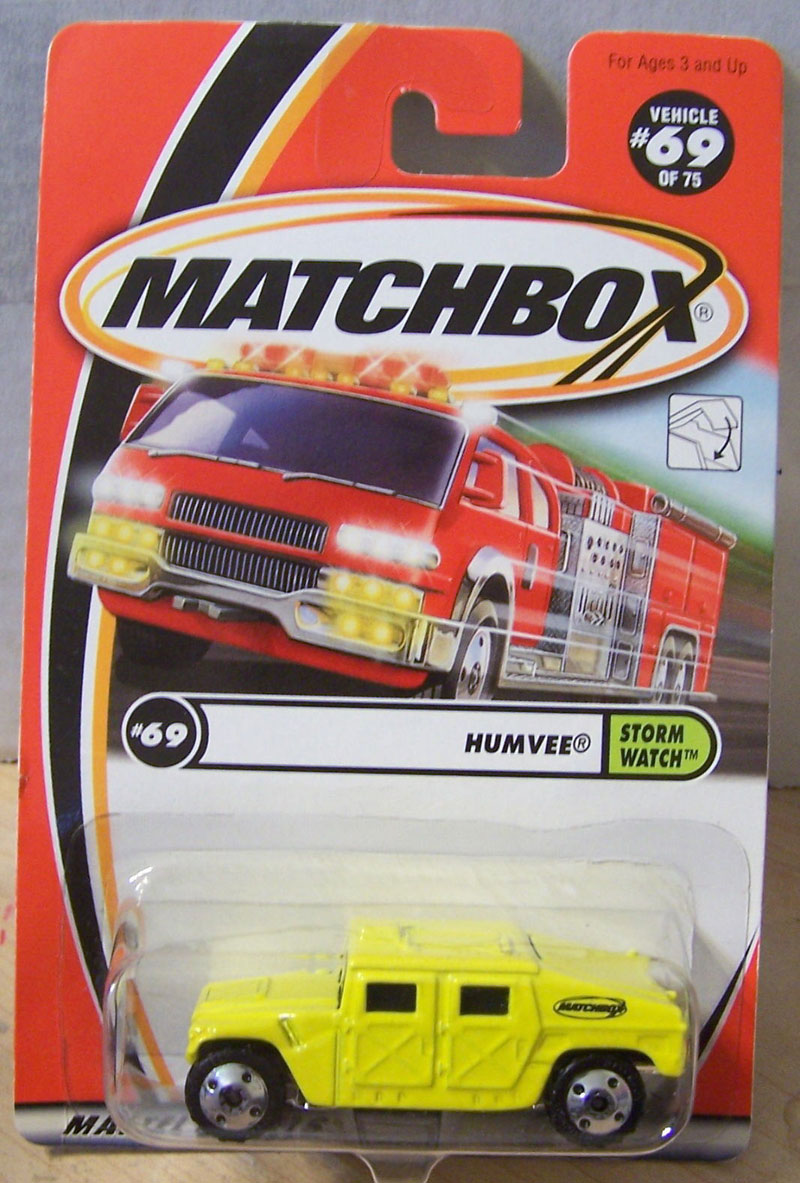 For Ages 3 and Up
VEHICLE
#69
OF 75
MATCHBOX®
#69
HUMVEE®
STORM
WATCH™
MATCHBOX